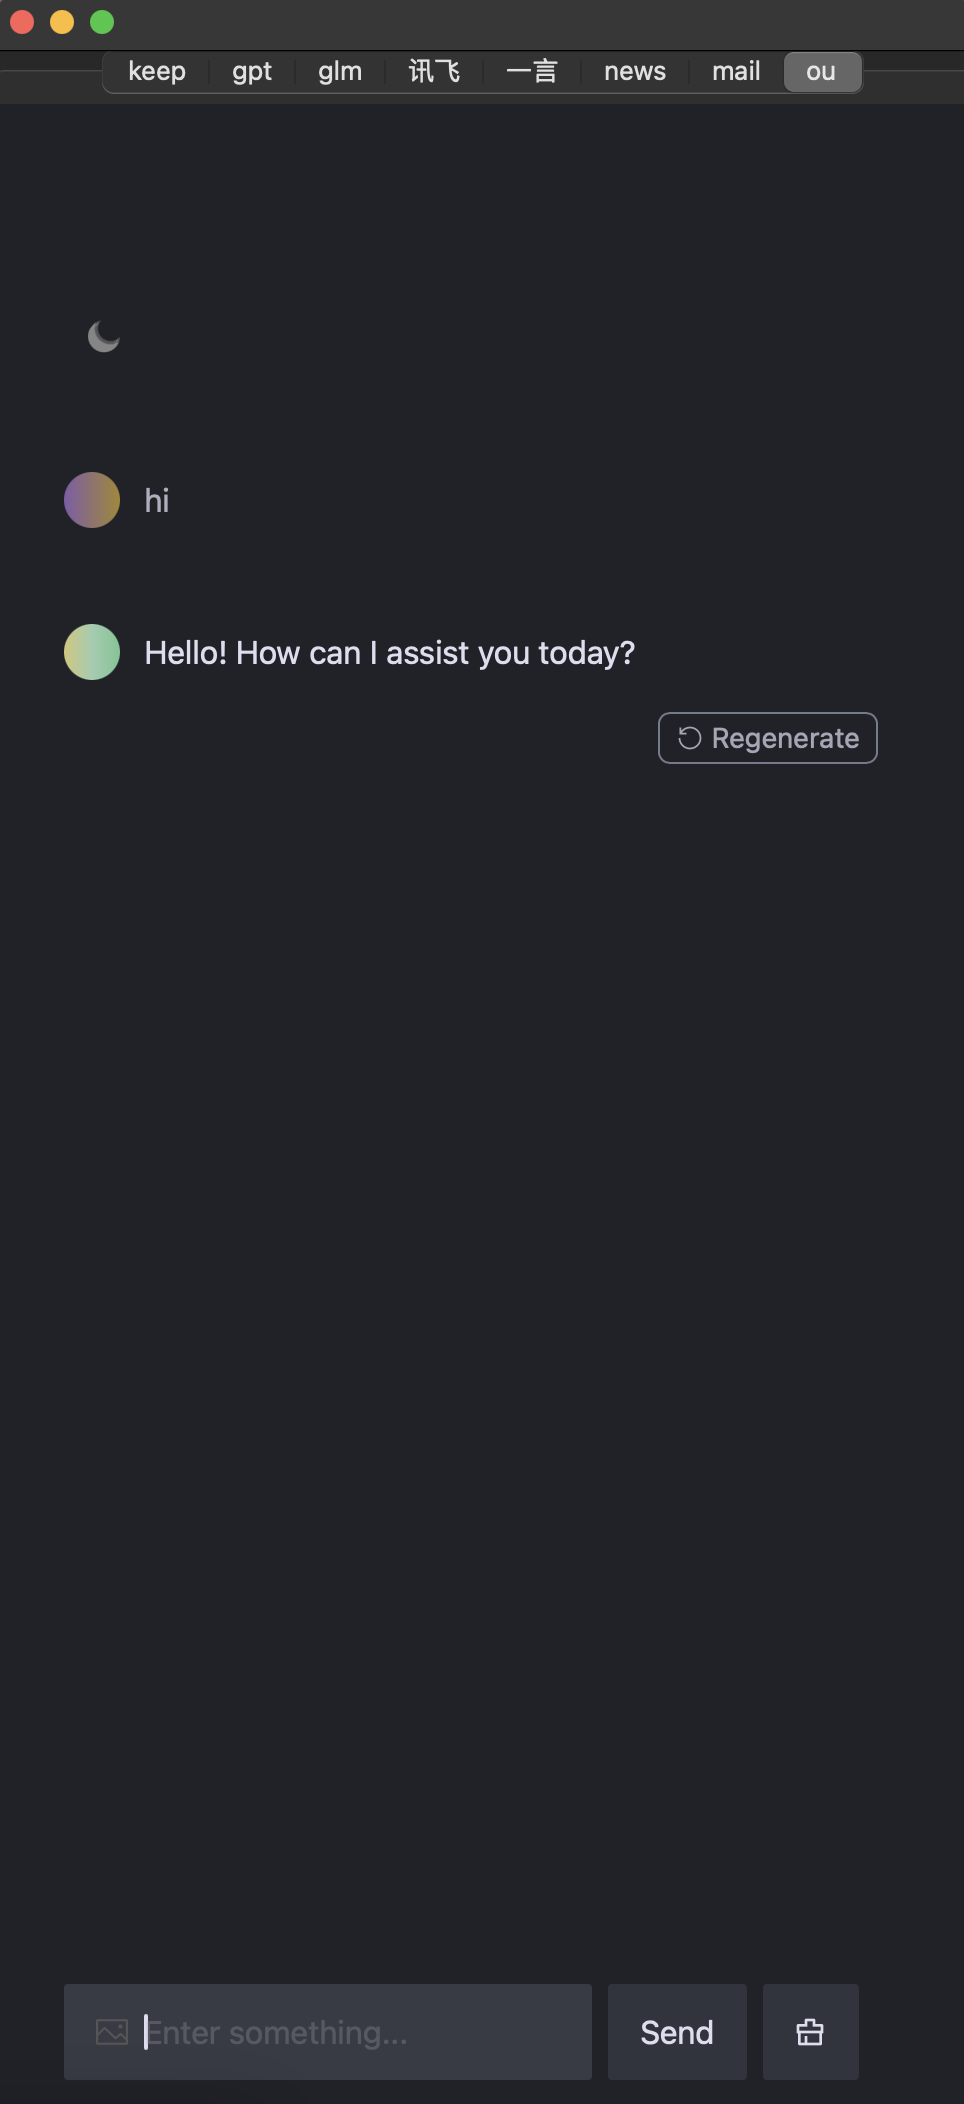 keep gpt glm 讯飞 一言 news mail ou
hi
Hello! How can I assist you today?
Regenerate
Enter something... Send